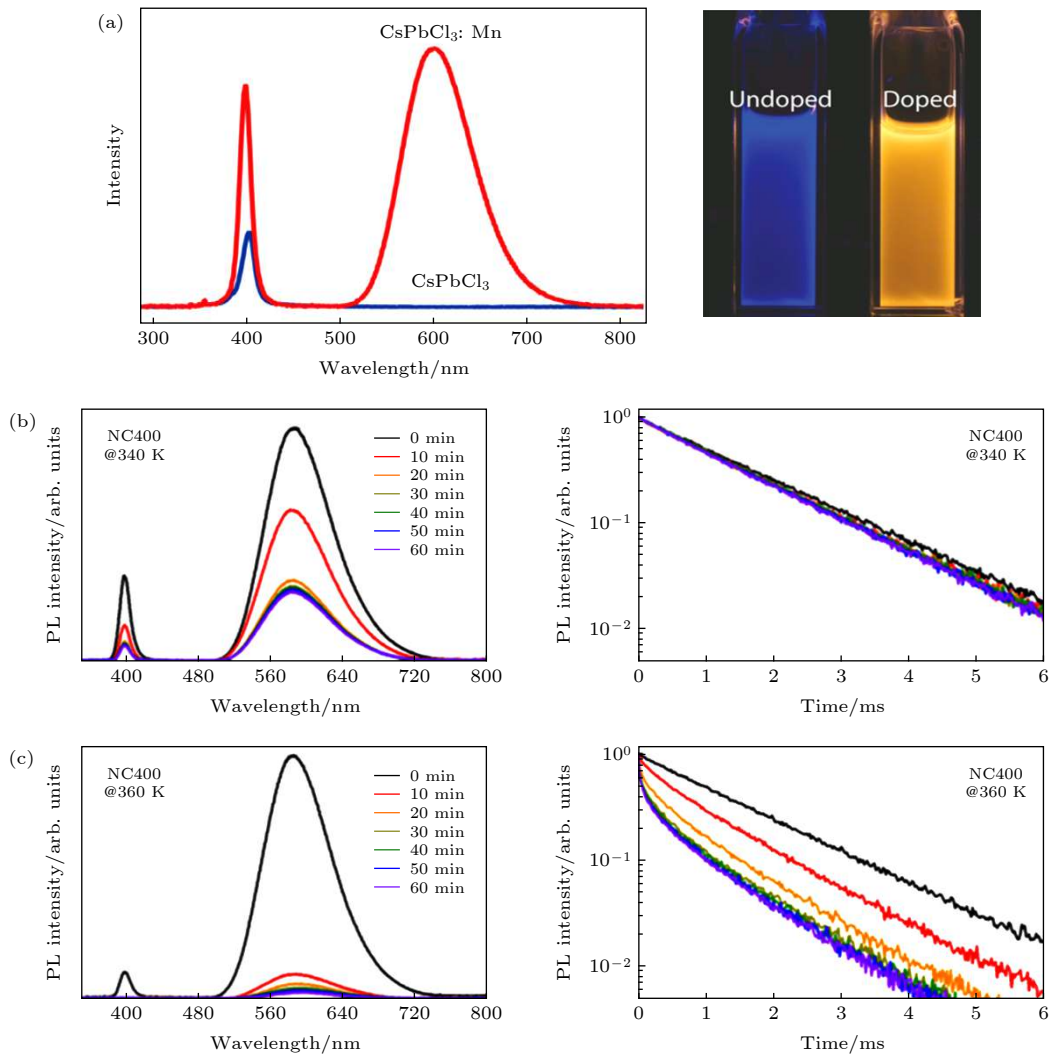 (a)
CsPbCl₃: Mn
CsPbCl₃
Intensity
300 400 500 600 700 800
Wavelength/nm
Undoped Doped
(b)
NC400
@340 K
0 min
10 min
20 min
30 min
40 min
50 min
60 min
PL intensity/arb. units
400 480 560 640 720 800
Wavelength/nm
NC400
@340 K
10⁰
10⁻¹
10⁻²
PL intensity/arb. units
0 1 2 3 4 5 6
Time/ms
(c)
NC400
@360 K
0 min
10 min
20 min
30 min
40 min
50 min
60 min
PL intensity/arb. units
400 480 560 640 720 800
Wavelength/nm
NC400
@360 K
10⁰
10⁻¹
10⁻²
PL intensity/arb. units
0 1 2 3 4 5 6
Time/ms